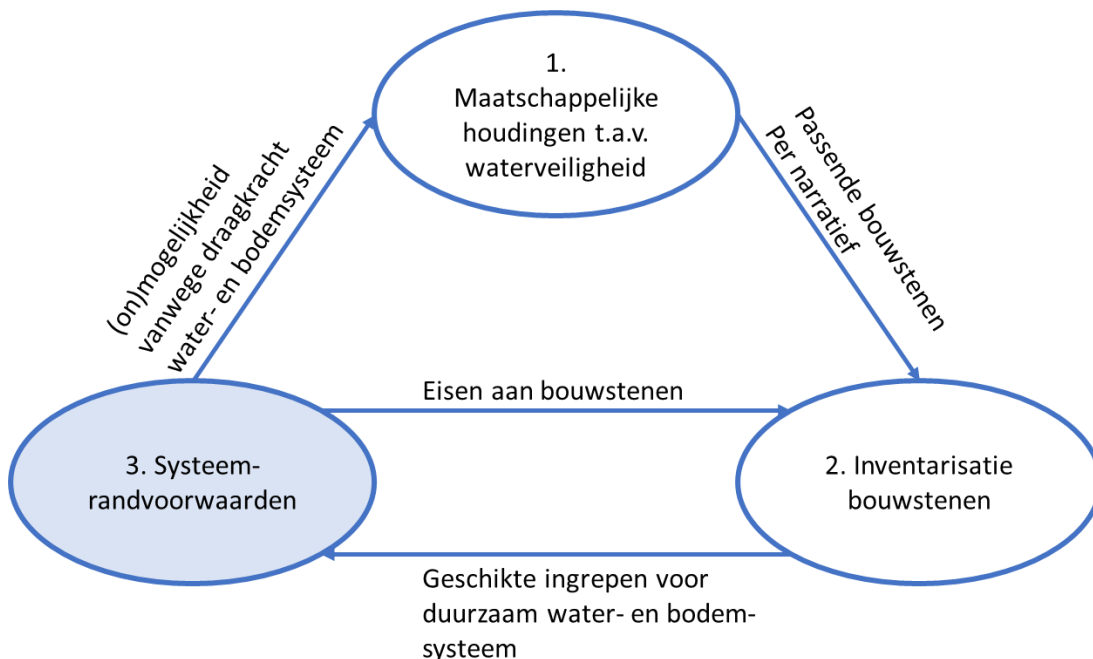 1.
Maatschappelijke
houdingen t.a.v.
waterveiligheid
(on)mogelijkheid
vanwege draagkracht
water- en bodemsysteem
Passende bouwstenen
Per narratief
Eisen aan bouwstenen
3. Systeem-
randvoorwaarden
2. Inventarisatie
bouwstenen
Geschikte ingrepen voor
duurzaam water- en bodem-
systeem